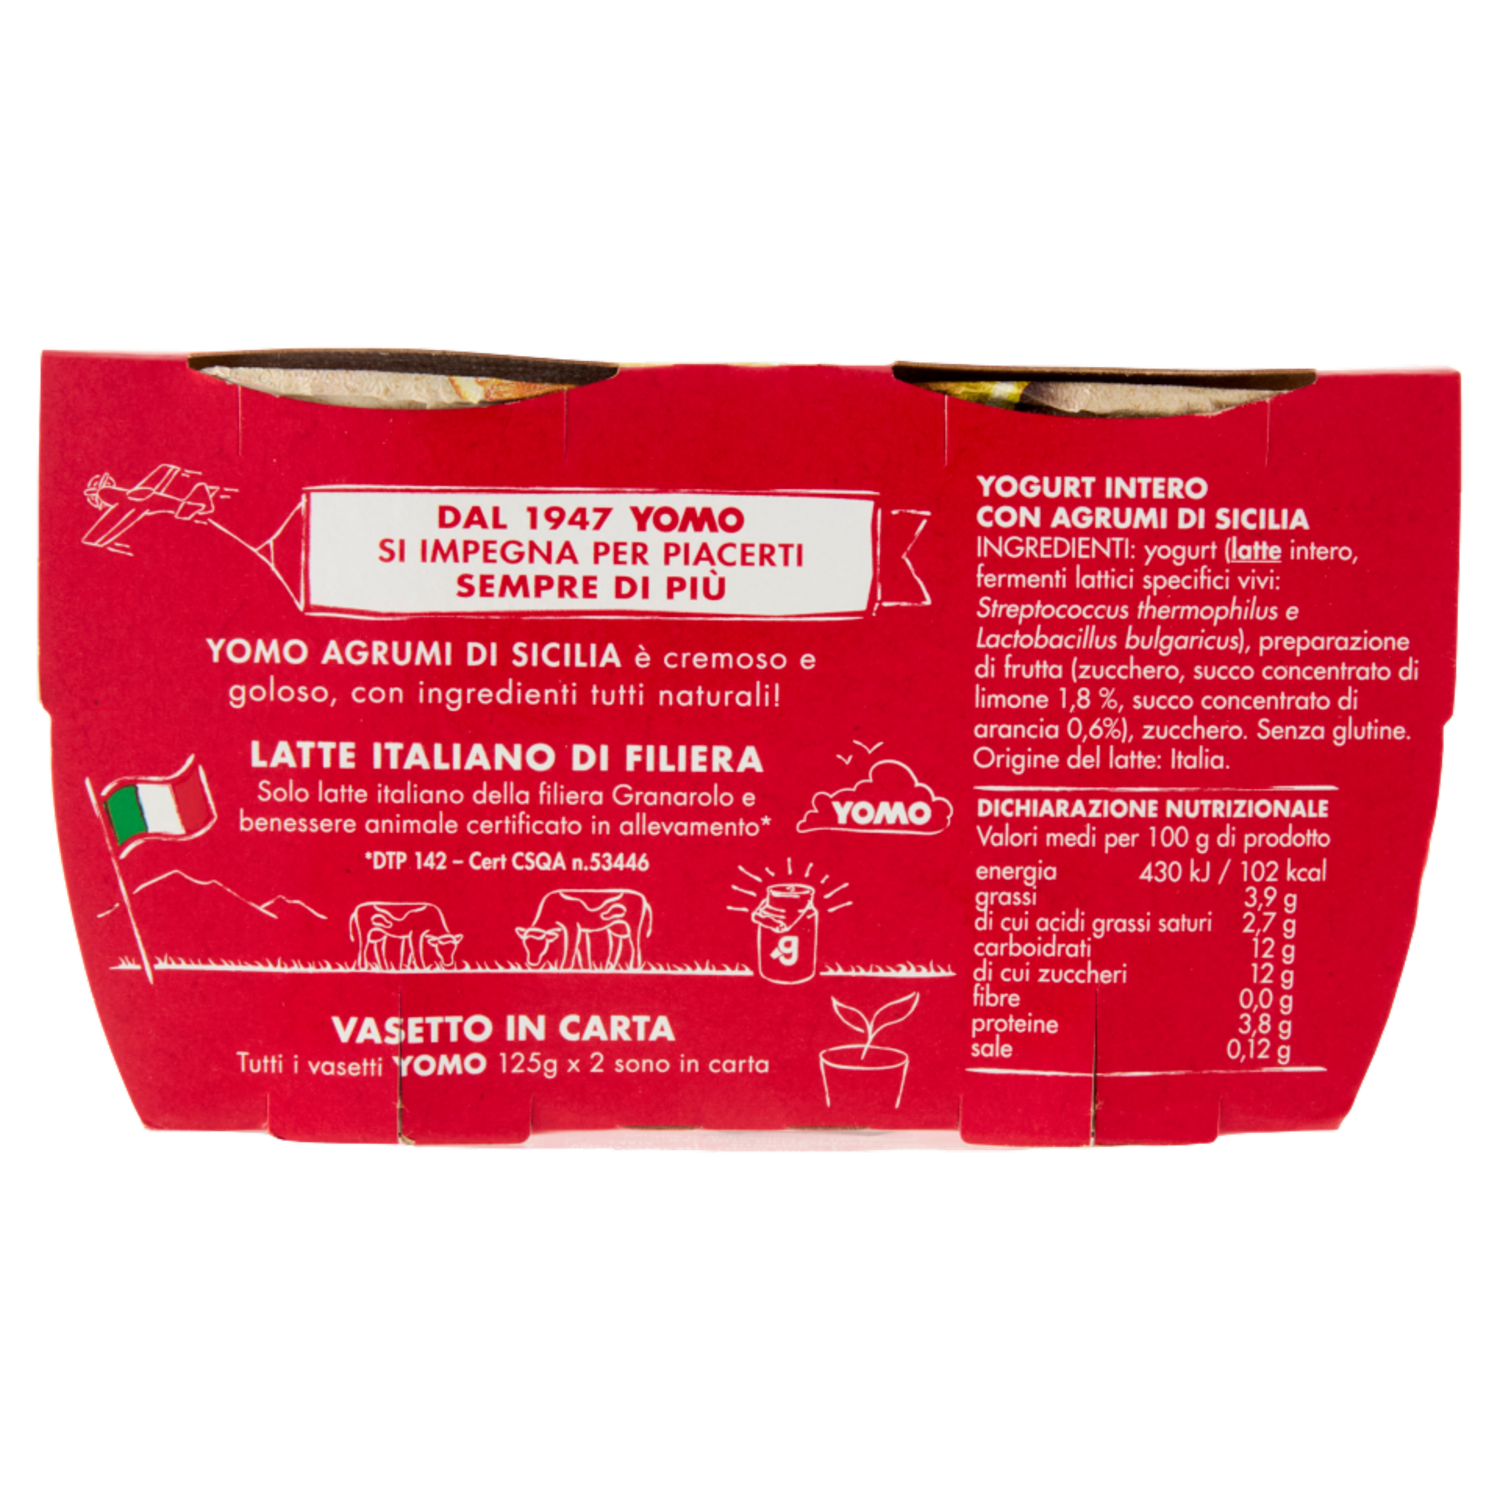 DAL 1947 YOMO
SI IMPEGNA PER PIACERTI
SEMPRE DI PIÙ
YOMO AGRUMI DI SICILIA è cremoso e
goloso, con ingredienti tutti naturali!
LATTE ITALIANO DI FILIERA
Solo latte italiano della filiera Granarolo e
benessere animale certificato in allevamento*
*DTP 142 – Cert CSQA n.53446
YOMO
g
VASETTO IN CARTA
Tutti i vasetti YOMO 125g x 2 sono in carta
YOGURT INTERO
CON AGRUMI DI SICILIA
INGREDIENTI: yogurt (latte intero,
fermenti lattici specifici vivi:
Streptococcus thermophilus e
Lactobacillus bulgaricus), preparazione
di frutta (zucchero, succo concentrato di
limone 1,8 %, succo concentrato di
arancia 0,6%), zucchero. Senza glutine.
Origine del latte: Italia.
DICHIARAZIONE NUTRIZIONALE
Valori medi per 100 g di prodotto
energia 430 kJ / 102 kcal
grassi 3,9 g
di cui acidi grassi saturi 2,7 g
carboidrati 12 g
di cui zuccheri 12 g
fibre 0,0 g
proteine 3,8 g
sale 0,12 g